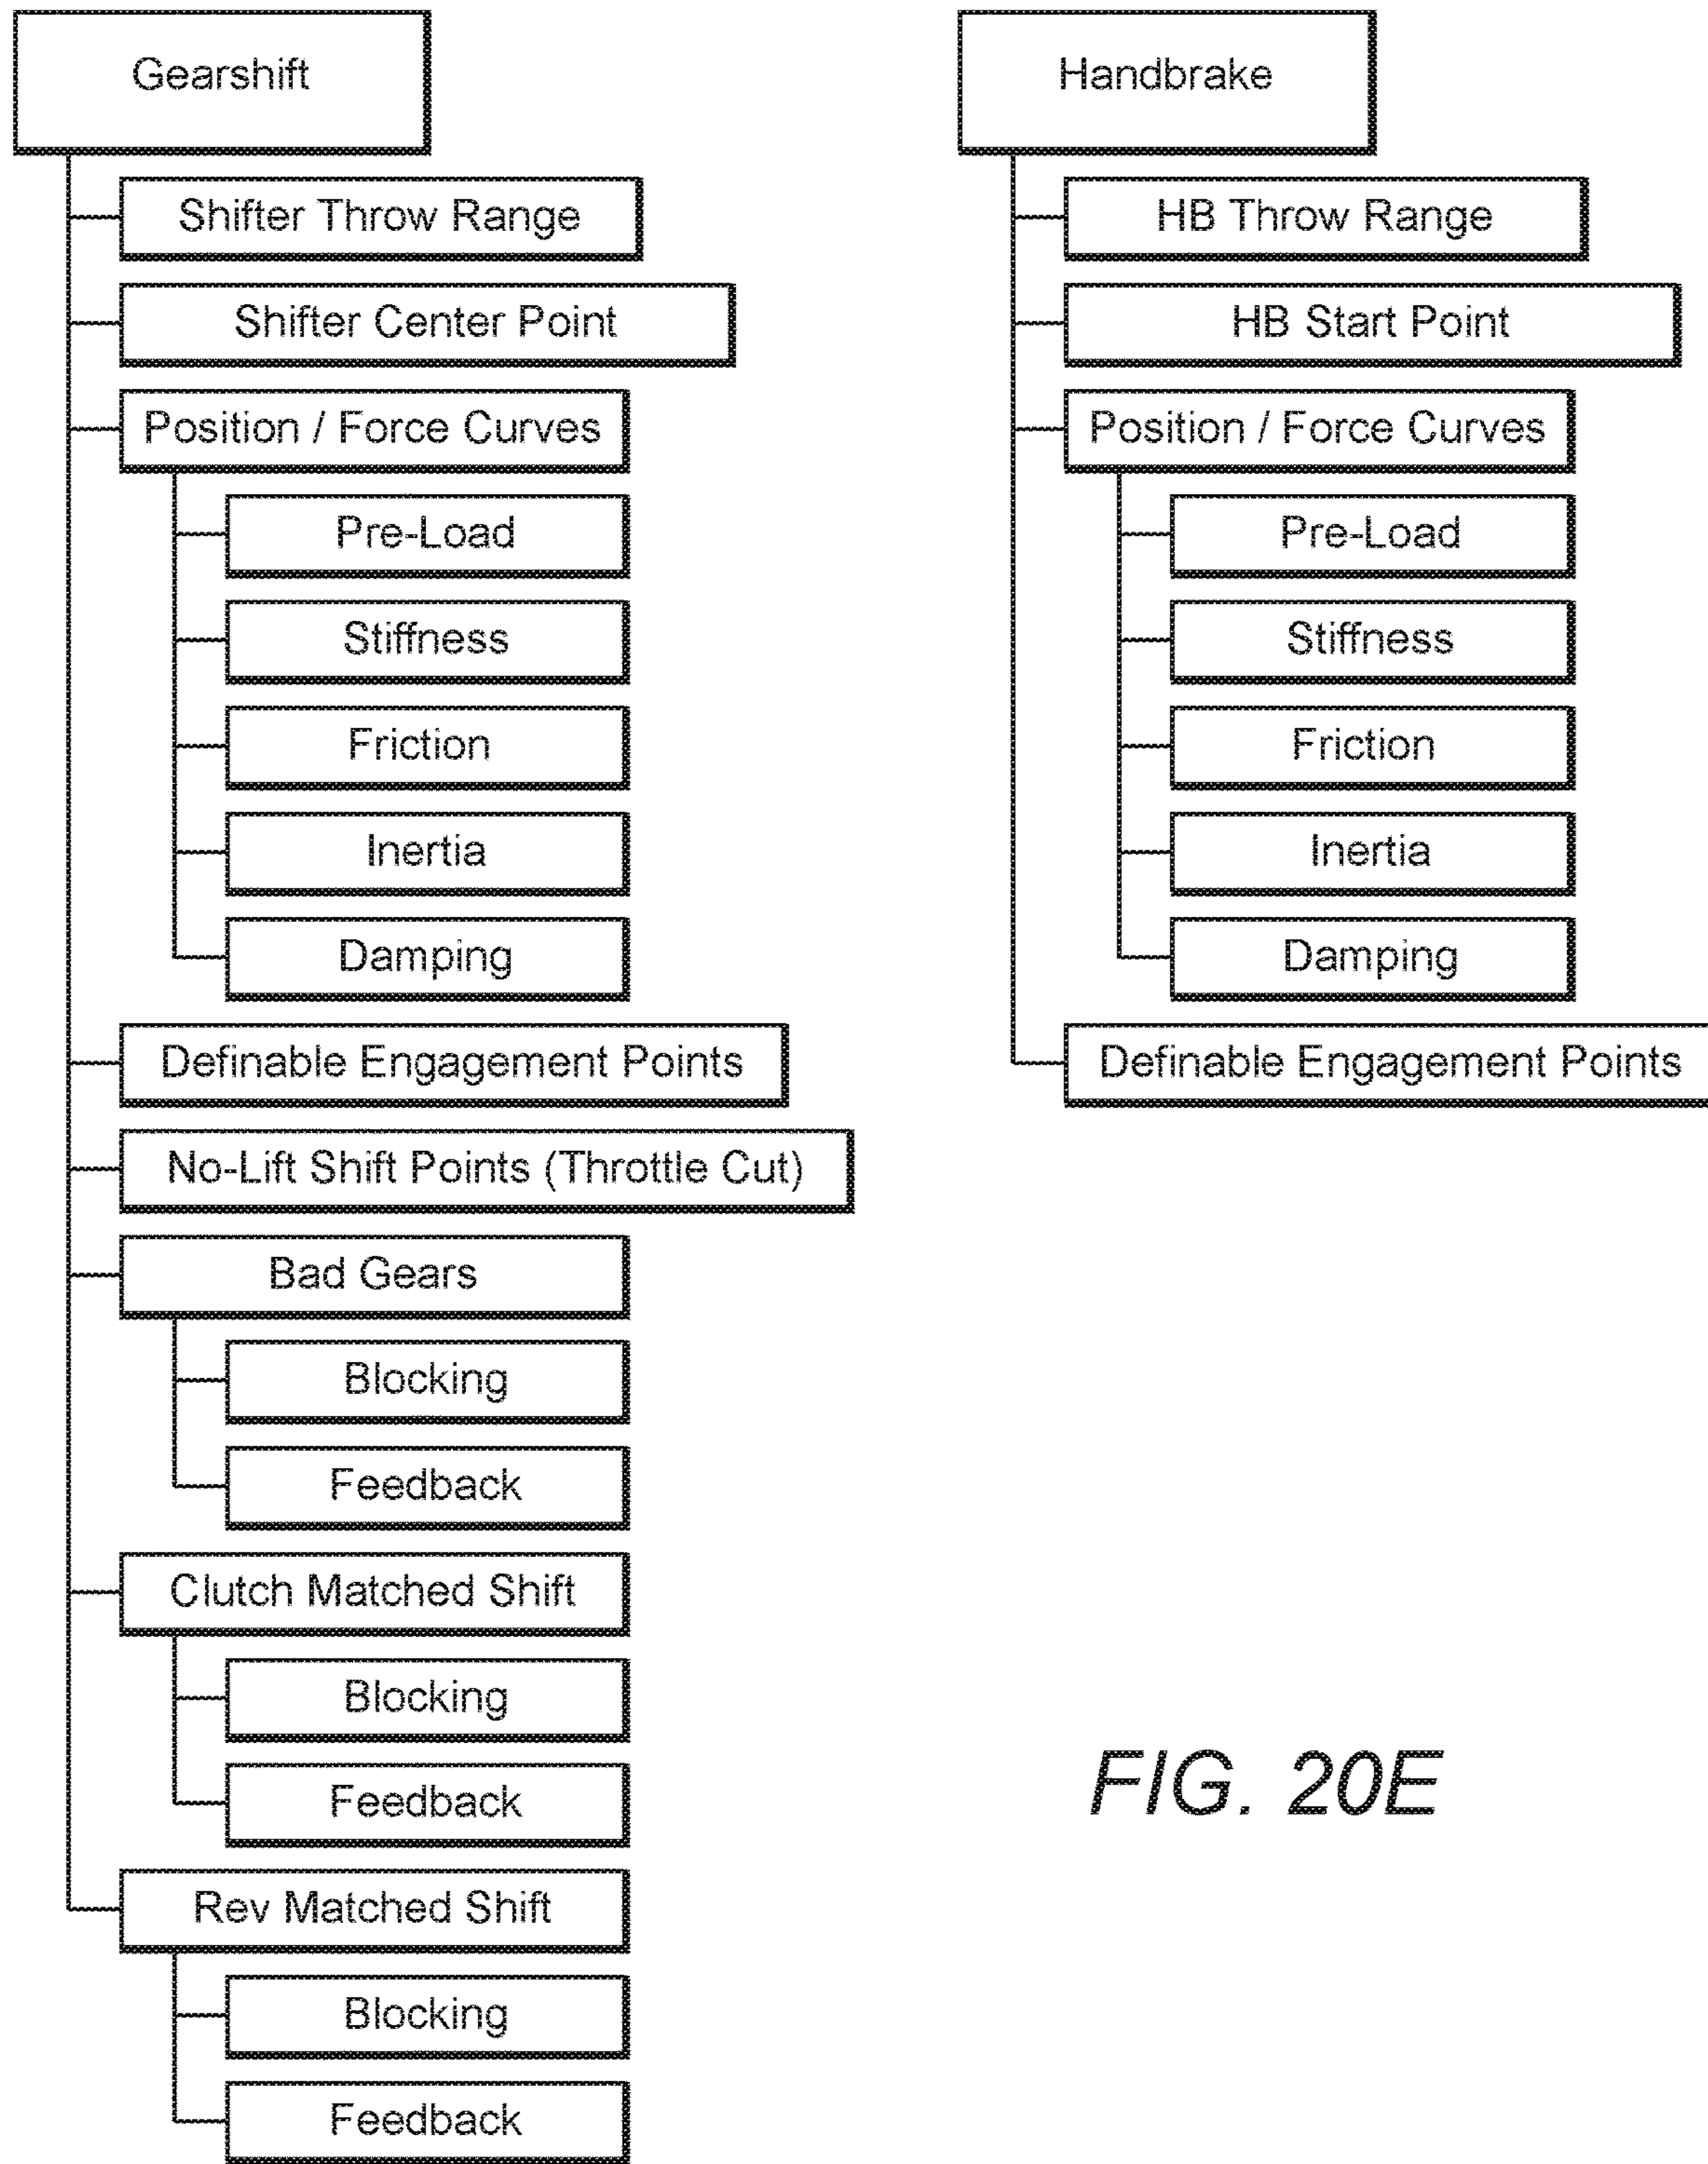 Gearshift
Shifter Throw Range
Shifter Center Point
Position / Force Curves
Pre-Load
Stiffness
Friction
Inertia
Damping
Definable Engagement Points
No-Lift Shift Points (Throttle Cut)
Bad Gears
Blocking
Feedback
Clutch Matched Shift
Blocking
Feedback
Rev Matched Shift
Blocking
Feedback
Handbrake
HB Throw Range
HB Start Point
Position / Force Curves
Pre-Load
Stiffness
Friction
Inertia
Damping
Definable Engagement Points
FIG. 20E